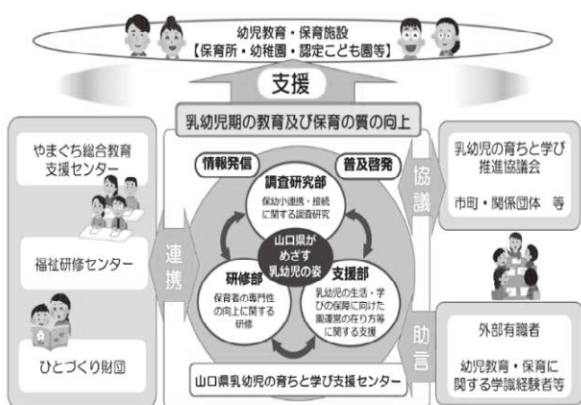 幼児教育・保育施設
【保育所・幼稚園・認定こども園等】
支援
乳幼児期の教育及び保育の質の向上
やまぐち総合教育
支援センター
福祉研修センター
ひとづくり財団
連携
情報発信
普及啓発
調査研究部
保幼小連携・接続
に関する調査研究
山口県が
めざす
乳幼児の姿
研修部
保育者の専門性
の向上に関する
研修
支援部
乳幼児の生活・学
びの保障に向けた
園運営の在り方等
に関する支援
山口県乳幼児の育ちと学び支援センター
協議
乳幼児の育ちと学び
推進協議会
市町・関係団体 等
助言
外部有識者
幼児教育・保育に
関する学識経験者等